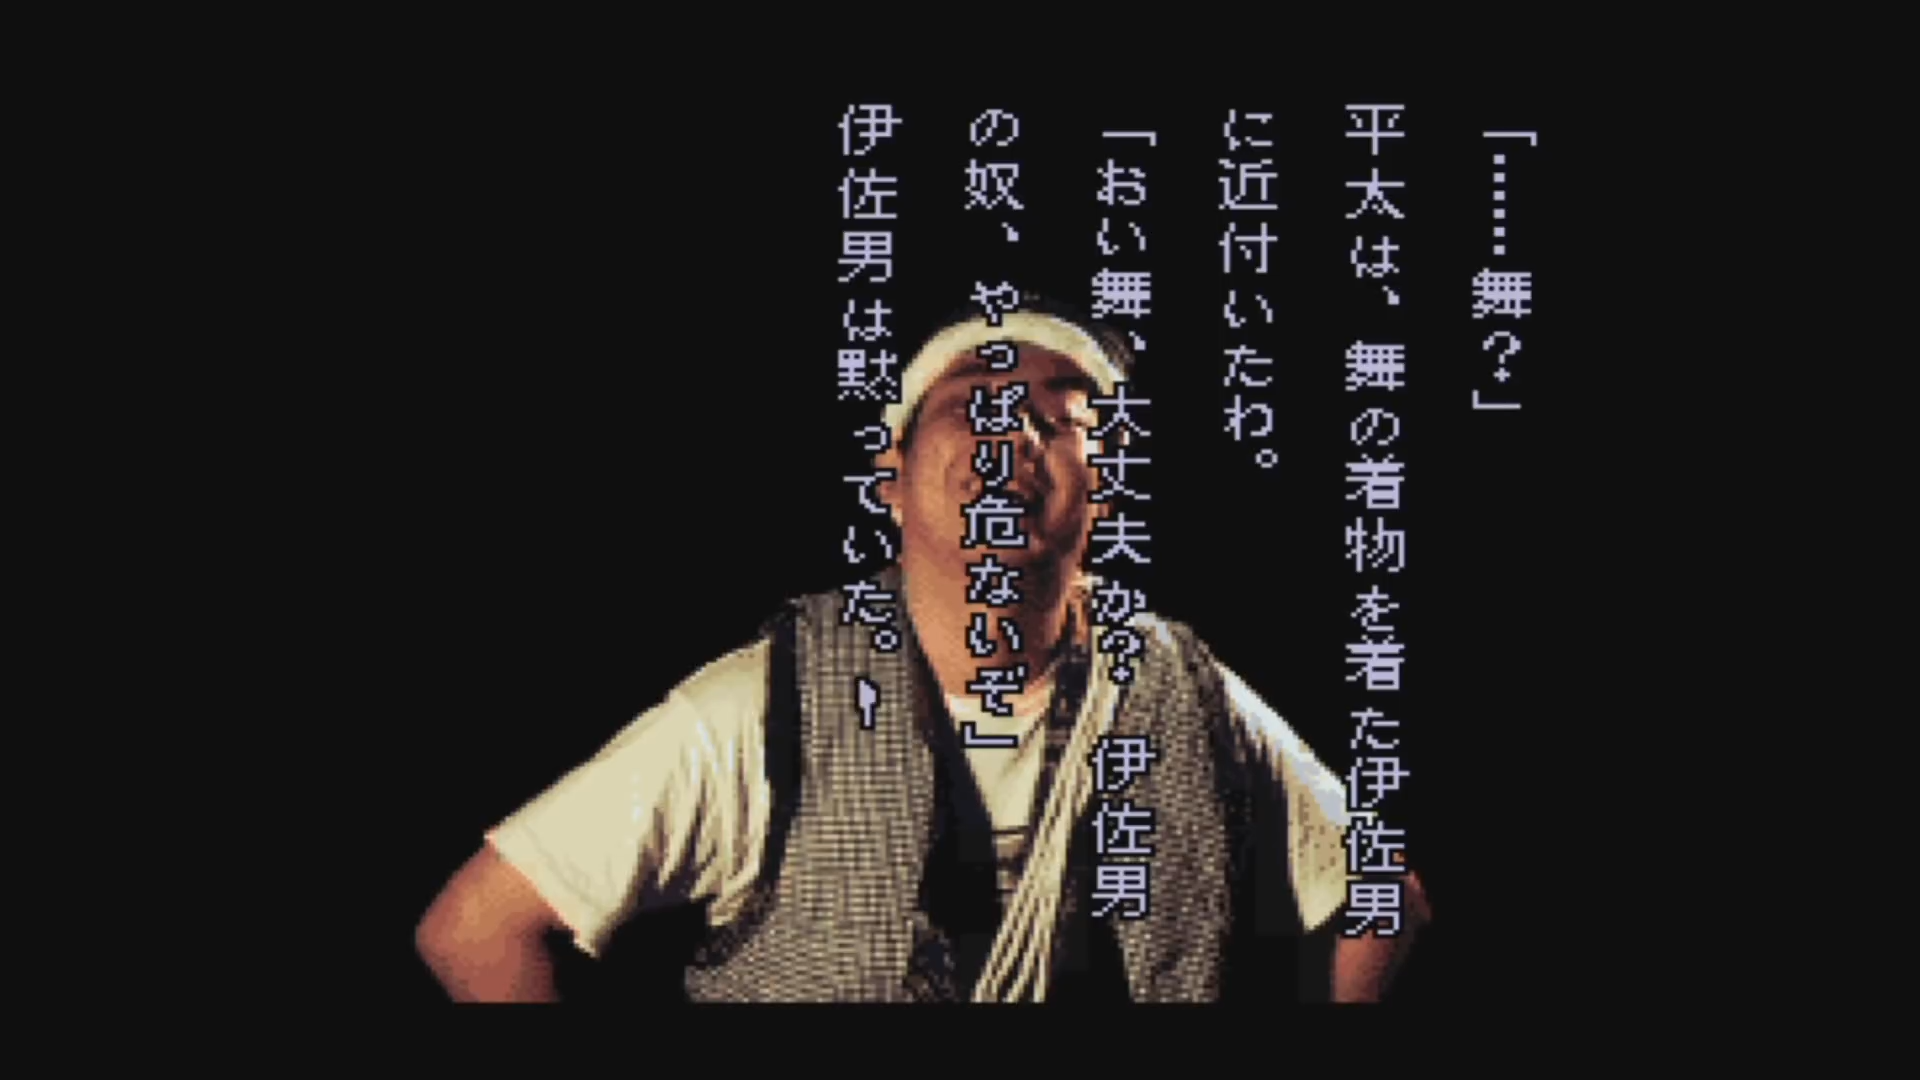 「……舞？」
平太は、舞の着物を着た伊佐男
に近付いたわ。
「おい舞、大丈夫か？　伊佐男
の奴、やっぱり危ないぞ」
伊佐男は黙っていた。